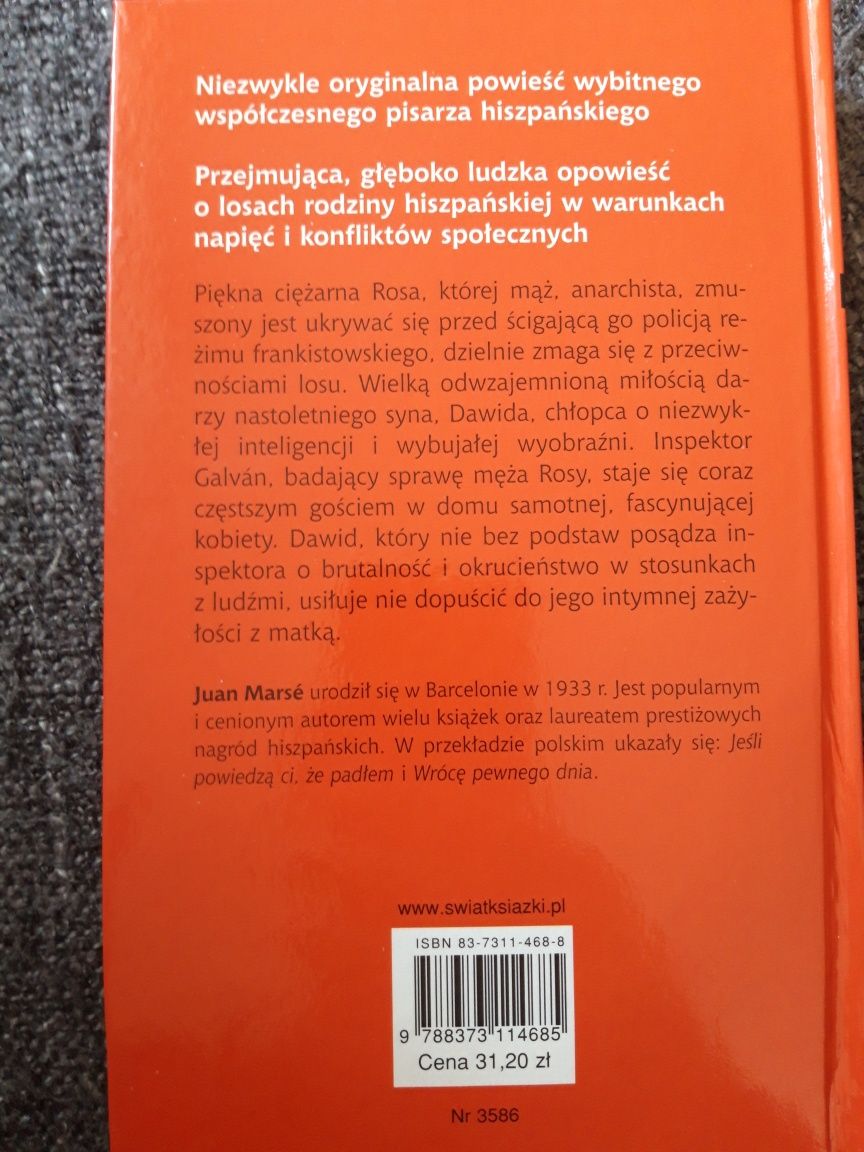 Niezwykle oryginalna powieść wybitnego
współczesnego pisarza hiszpańskiego
Przejmująca, głęboko ludzka opowieść
o losach rodziny hiszpańskiej w warunkach
napięć i konfliktów społecznych
Piękna ciężarna Rosa, której mąż, anarchista, zmu-
szony jest ukrywać się przed ścigającą go policją re-
żimu frankistowskiego, dzielnie zmaga się z przeciw-
nościami losu. Wielką odwzajemnioną miłością da-
rzy nastoletniego syna, Dawida, chłopca o niezwyk-
łej inteligencji i wybujałej wyobraźni. Inspektor
Galván, badający sprawę męża Rosy, staje się coraz
częstszym gościem w domu samotnej, fascynującej
kobiety. Dawid, który nie bez podstaw posądza in-
spektora o brutalność i okrucieństwo w stosunkach
z ludźmi, usiłuje nie dopuścić do jego intymnej zaży-
łości z matką.
Juan Marsé urodził się w Barcelonie w 1933 r. Jest popularnym
i cenionym autorem wielu książek oraz laureatem prestiżowych
nagród hiszpańskich. W przekładzie polskim ukazały się: Jeśli
powiedzą ci, że padłem i Wrócę pewnego dnia.
www.swiatksiazki.pl
ISBN 83-7311-468-8
9 788373 114685
Cena 31,20 zł
Nr 3586